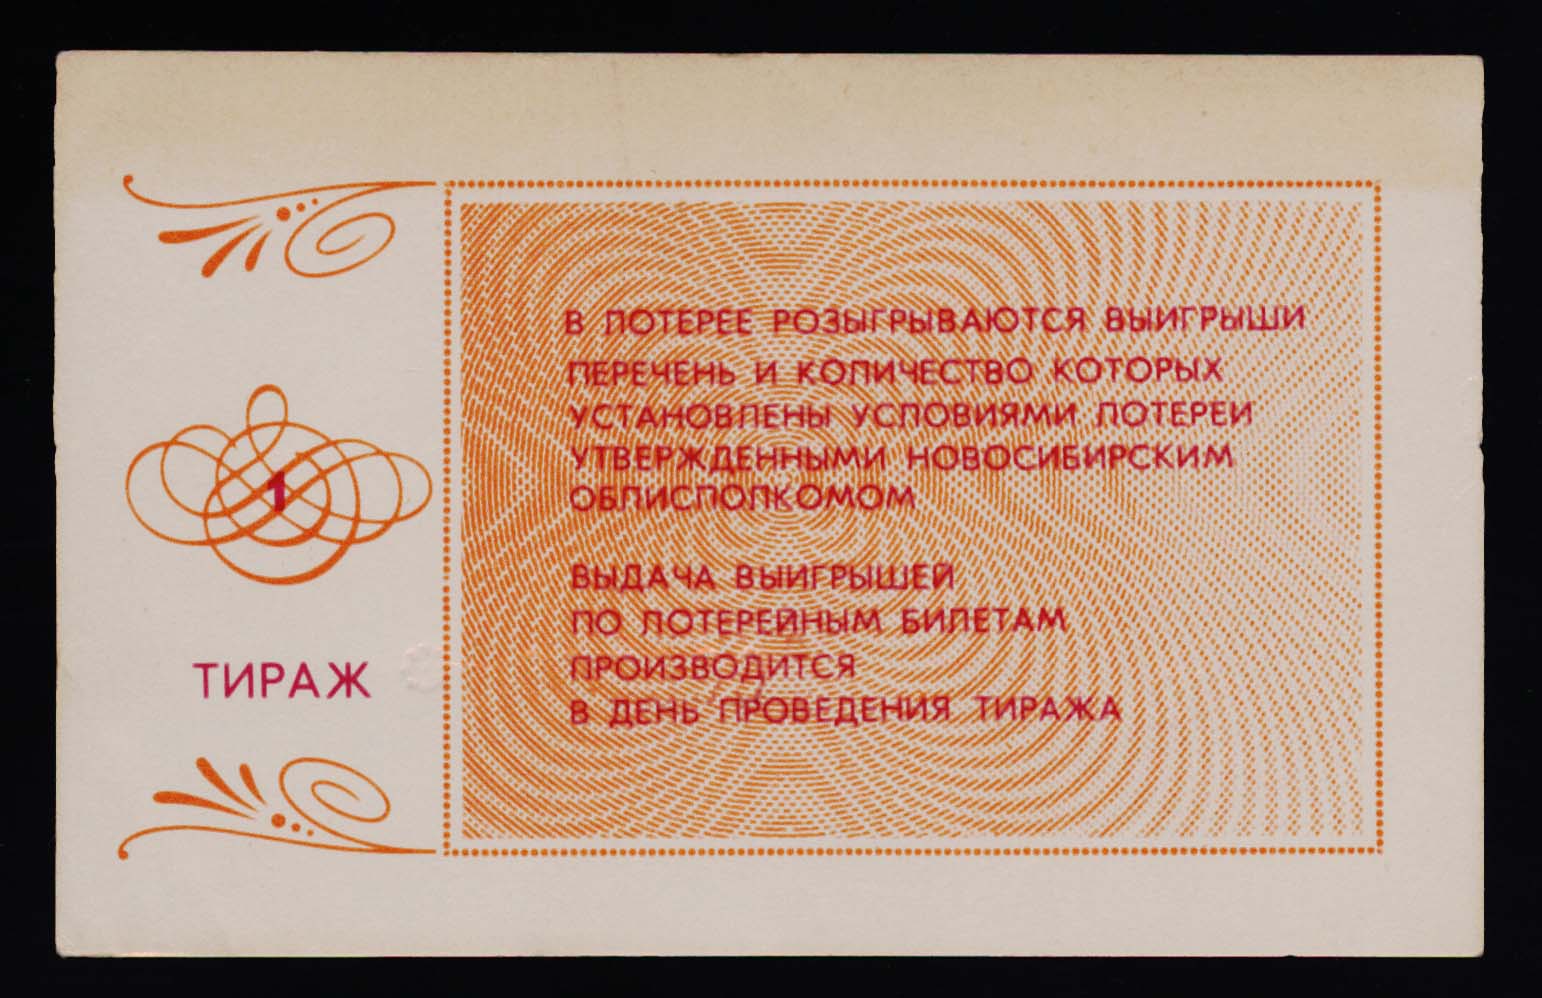 1
ТИРАЖ
В ЛОТЕРЕЕ РОЗЫГРЫВАЮТСЯ ВЫИГРЫШИ
ПЕРЕЧЕНЬ И КОЛИЧЕСТВО КОТОРЫХ
УСТАНОВЛЕНЫ УСЛОВИЯМИ ЛОТЕРЕИ
УТВЕРЖДЕННЫМИ НОВОСИБИРСКИМ
ОБЛИСПОЛКОМОМ
ВЫДАЧА ВЫИГРЫШЕЙ
ПО ЛОТЕРЕЙНЫМ БИЛЕТАМ
ПРОИЗВОДИТСЯ
В ДЕНЬ ПРОВЕДЕНИЯ ТИРАЖА